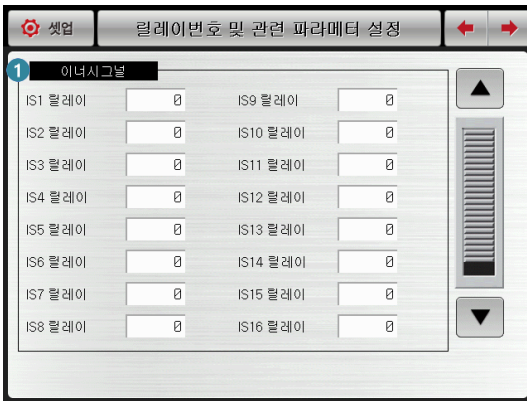 셋업 릴레이번호 및 관련 파라메터 설정
1 이너시그널
IS1 릴레이 0 IS9 릴레이 0
IS2 릴레이 0 IS10 릴레이 0
IS3 릴레이 0 IS11 릴레이 0
IS4 릴레이 0 IS12 릴레이 0
IS5 릴레이 0 IS13 릴레이 0
IS6 릴레이 0 IS14 릴레이 0
IS7 릴레이 0 IS15 릴레이 0
IS8 릴레이 0 IS16 릴레이 0